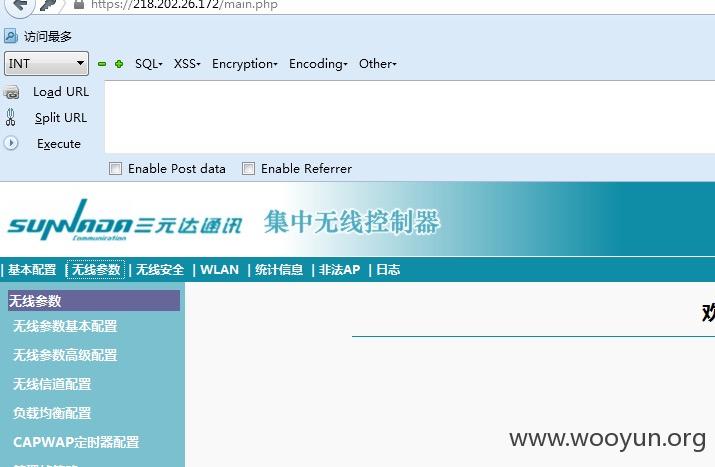 https://218.202.26.172/main.php
访问最多
INT SQL▾ XSS▾ Encryption▾ Encoding▾ Other▾
Load URL
Split URL
Execute
Enable Post data Enable Referrer
SUNNADA Communication 三元达通讯 集中无线控制器
| 基本配置 | 无线参数 | 无线安全 | WLAN | 统计信息 | 非法AP | 日志
无线参数
欢
无线参数基本配置
无线参数高级配置
无线信道配置
负载均衡配置
CAPWAP定时器配置
www.wooyun.org